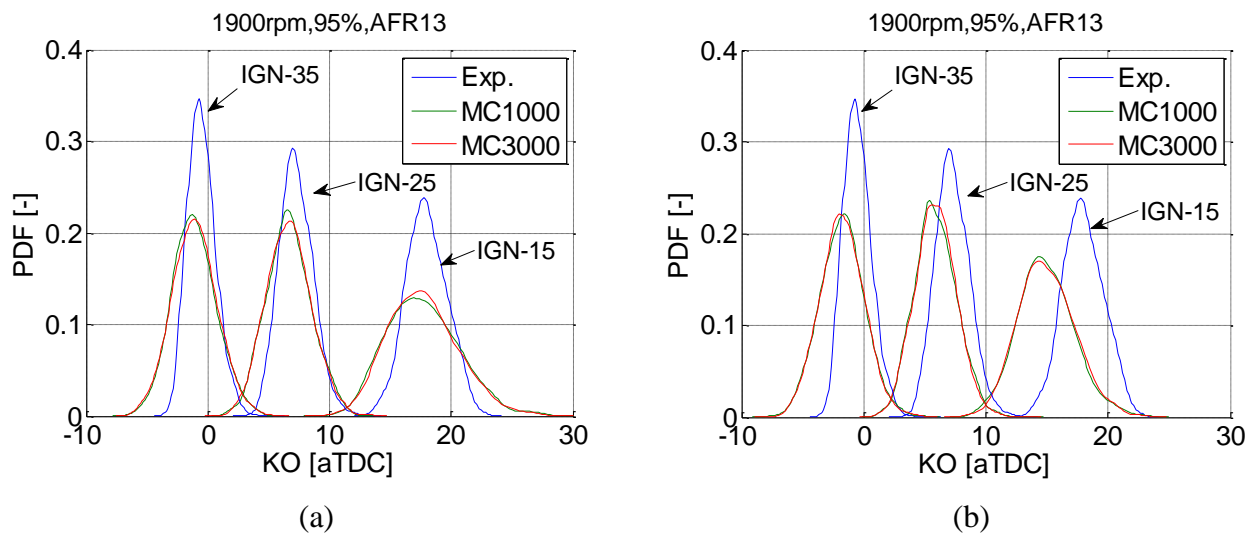 1900rpm,95%,AFR13
0.4
0.3
0.2
0.1
0
PDF [-]
IGN-35
IGN-25
IGN-15
Exp.
MC1000
MC3000
-10 0 10 20 30
KO [aTDC]
(a)
1900rpm,95%,AFR13
0.4
0.3
0.2
0.1
0
PDF [-]
IGN-35
IGN-25
IGN-15
Exp.
MC1000
MC3000
-10 0 10 20 30
KO [aTDC]
(b)